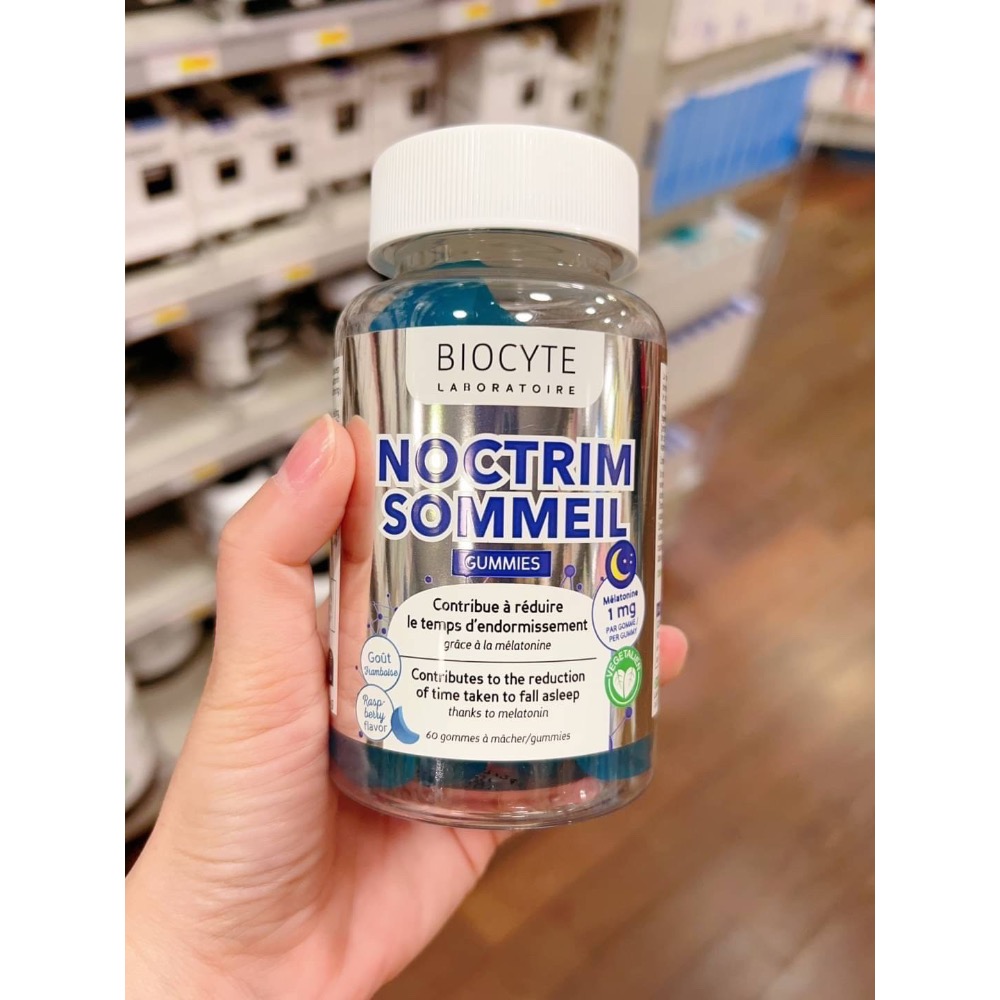 BIOCYTE
LABORATOIRE
NOCTRIM
SOMMEIL
GUMMIES
Mélatonine
1 mg
PAR GOMME /
PER GUMMY
Contribue à réduire
le temps d'endormissement
grâce à la mélatonine
VEGETALIEN
Goût
framboise
Contributes to the reduction
of time taken to fall asleep
thanks to melatonin
Rasp-
berry
flavor
60 gommes à mâcher/gummies